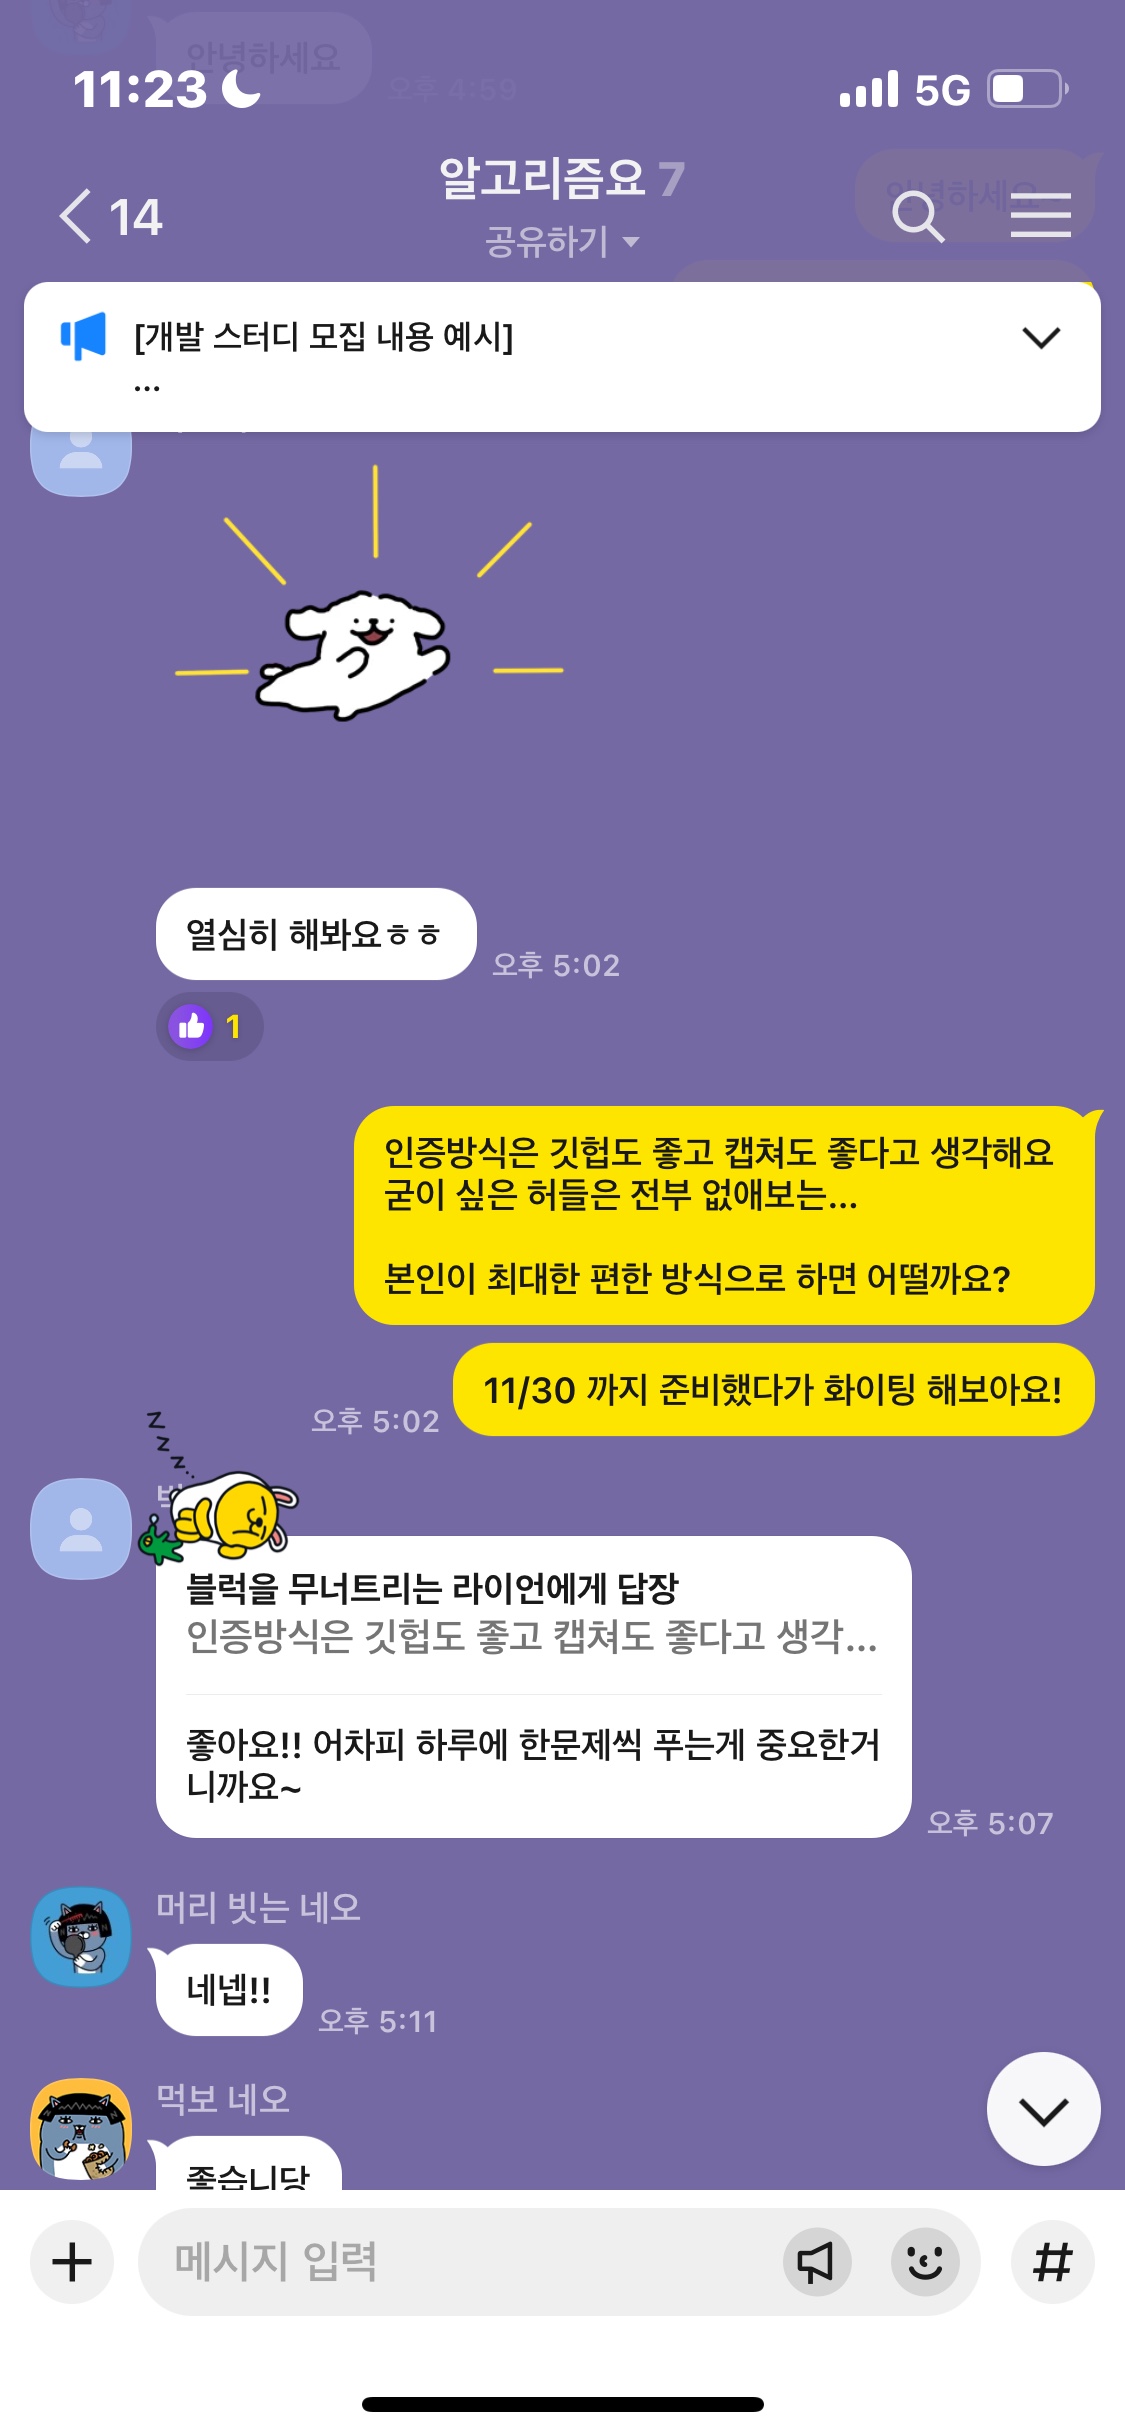 안녕하세요
오후 4:59
11:23
5G
14
알고리즘요 7
공유하기
안녕하세요
[개발 스터디 모집 내용 예시]
...
열심히 해봐요ㅎㅎ
오후 5:02
1
인증방식은 깃헙도 좋고 캡쳐도 좋다고 생각해요
굳이 싶은 허들은 전부 없애보는...
본인이 최대한 편한 방식으로 하면 어떨까요?
11/30 까지 준비했다가 화이팅 해보아요!
오후 5:02
z
z
z..
블럭을 무너트리는 라이언에게 답장
인증방식은 깃헙도 좋고 캡쳐도 좋다고 생각...
좋아요!! 어차피 하루에 한문제씩 푸는게 중요한거
니까요~
오후 5:07
머리 빗는 네오
네넵!!
오후 5:11
먹보 네오
좋습니당
메시지 입력
#